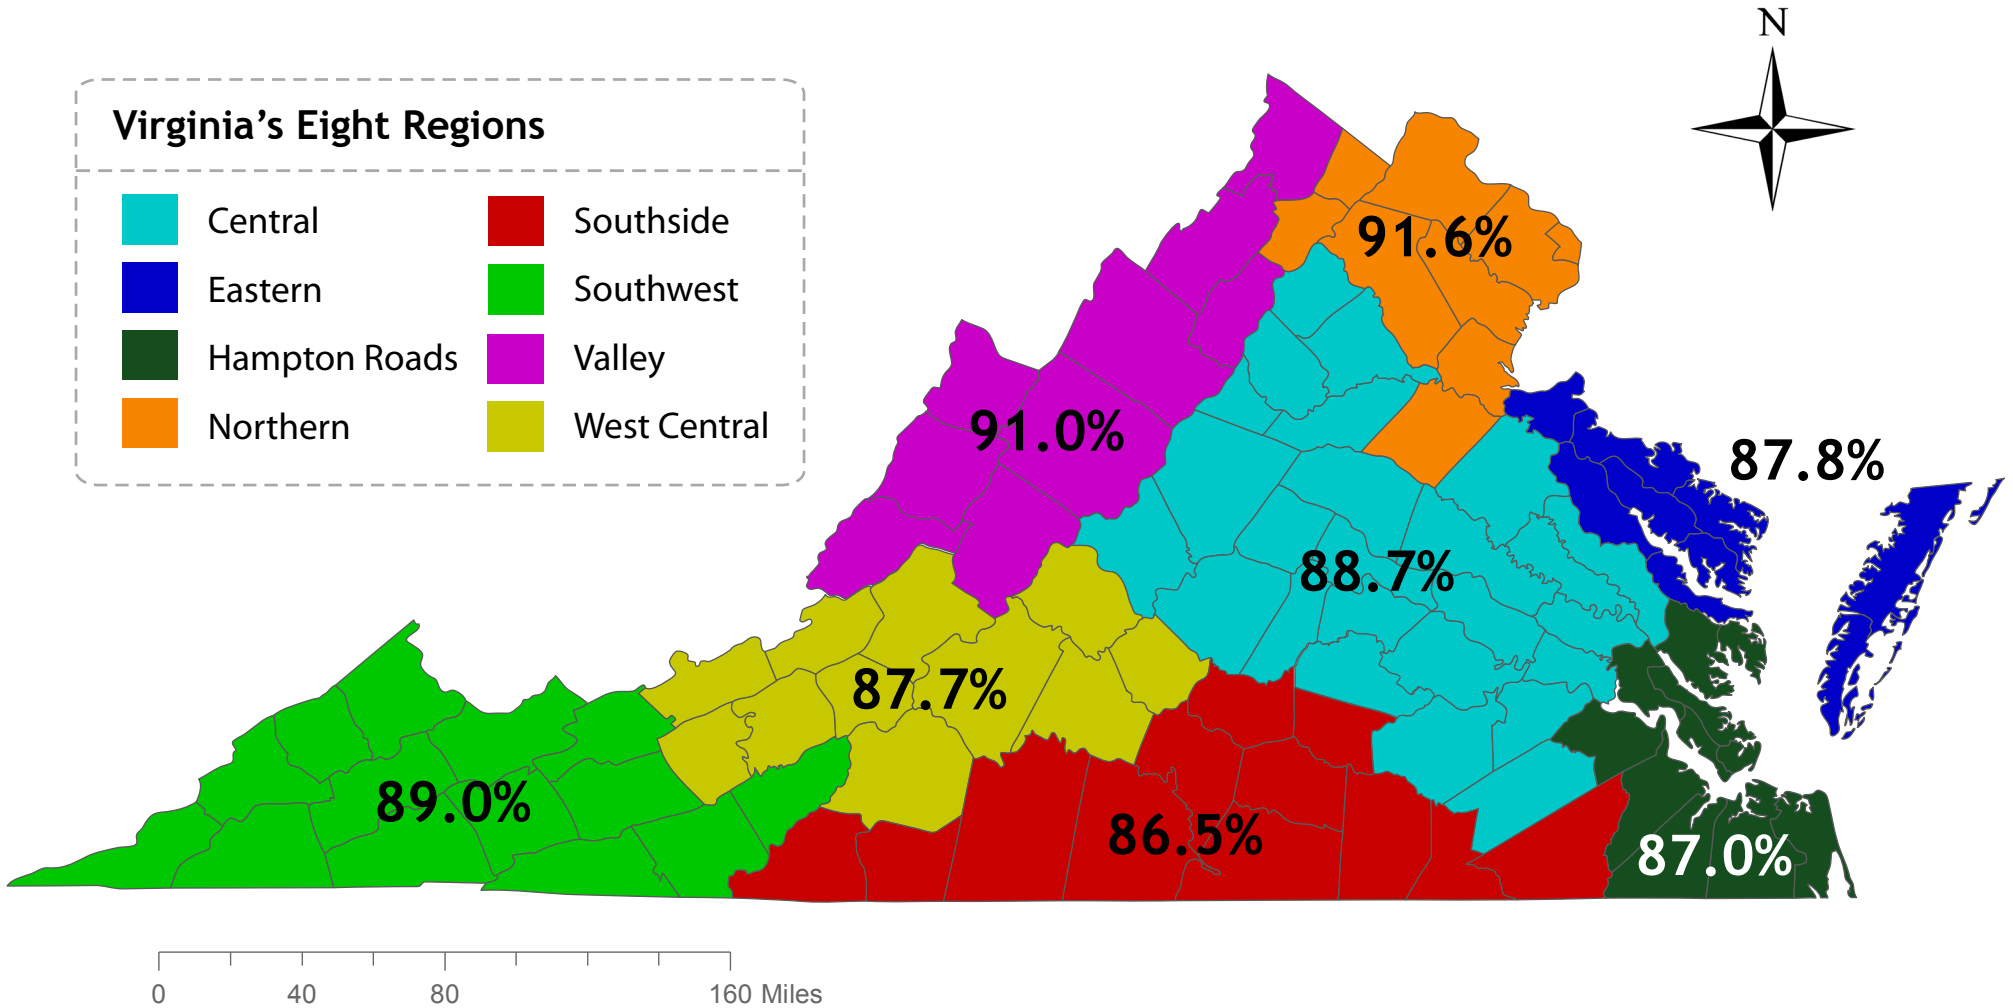 N
Virginia’s Eight Regions
Central
Southside
Eastern
Southwest
Hampton Roads
Valley
Northern
West Central
91.6%
91.0%
87.8%
88.7%
87.7%
89.0%
86.5%
87.0%
0 40 80 160 Miles